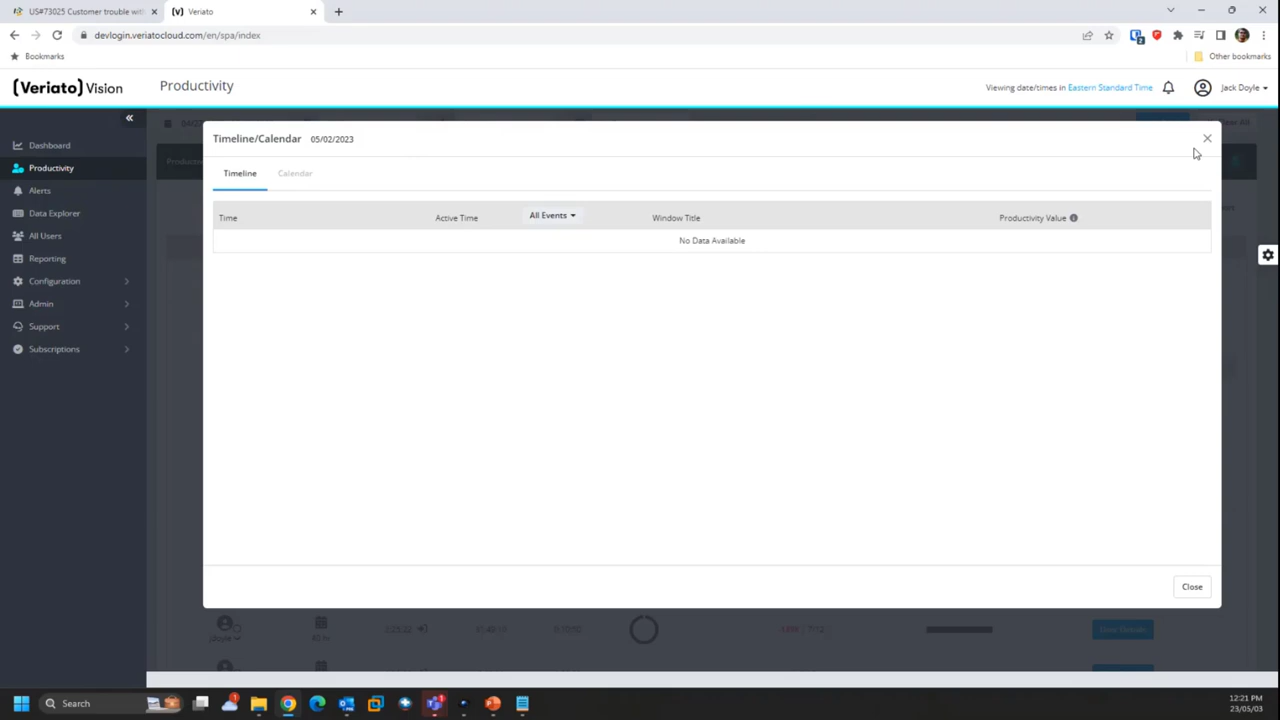 US#73025 Customer trouble with
Veriato
devlogin.veriatocloud.com/en/spa/index
Bookmarks
Other bookmarks
(Veriato) Vision
Productivity
Viewing date/times in Eastern Standard Time
Jack Doyle
Dashboard
Productivity
Alerts
Data Explorer
All Users
Reporting
Configuration
Admin
Support
Subscriptions
Timeline/Calendar 05/02/2023
Timeline Calendar
Time Active Time All Events Window Title Productivity Value
No Data Available
Close
Search
12:21 PM
23/05/03